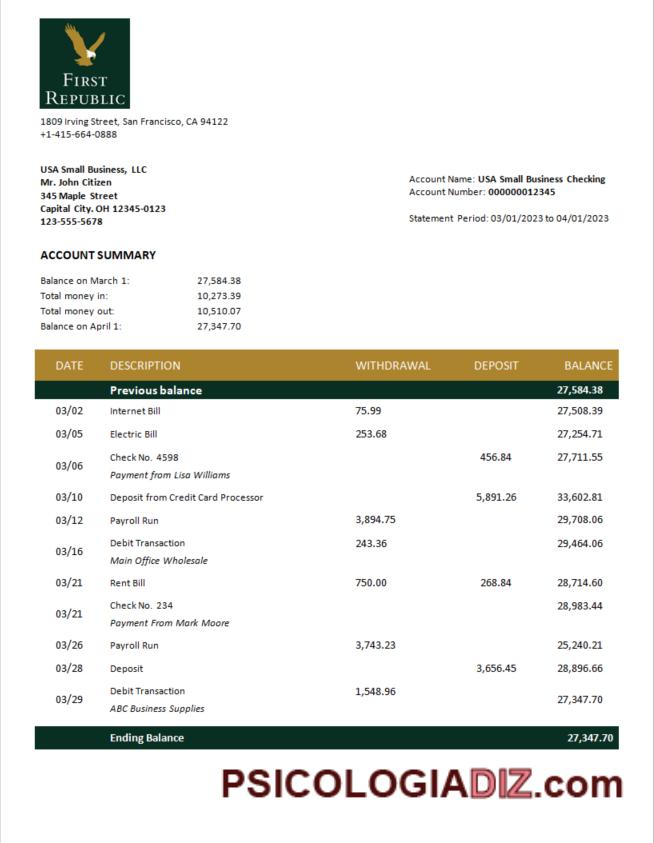 FIRST
REPUBLIC
1809 Irving Street, San Francisco, CA 94122
+1-415-664-0888
USA Small Business, LLC
Mr. John Citizen
345 Maple Street
Capital City. OH 12345-0123
123-555-5678
Account Name: USA Small Business Checking
Account Number: 000000012345
Statement Period: 03/01/2023 to 04/01/2023
ACCOUNT SUMMARY
Balance on March 1: 27,584.38
Total money in: 10,273.39
Total money out: 10,510.07
Balance on April 1: 27,347.70
DATE DESCRIPTION WITHDRAWAL DEPOSIT BALANCE
Previous balance 27,584.38
03/02 Internet Bill 75.99 27,508.39
03/05 Electric Bill 253.68 27,254.71
03/06 Check No. 4598 456.84 27,711.55
Payment from Lisa Williams
03/10 Deposit from Credit Card Processor 5,891.26 33,602.81
03/12 Payroll Run 3,894.75 29,708.06
03/16 Debit Transaction 243.36 29,464.06
Main Office Wholesale
03/21 Rent Bill 750.00 268.84 28,714.60
03/21 Check No. 234 28,983.44
Payment From Mark Moore
03/26 Payroll Run 3,743.23 25,240.21
03/28 Deposit 3,656.45 28,896.66
03/29 Debit Transaction 1,548.96 27,347.70
ABC Business Supplies
Ending Balance 27,347.70
PSICOLOGIADIZ.com